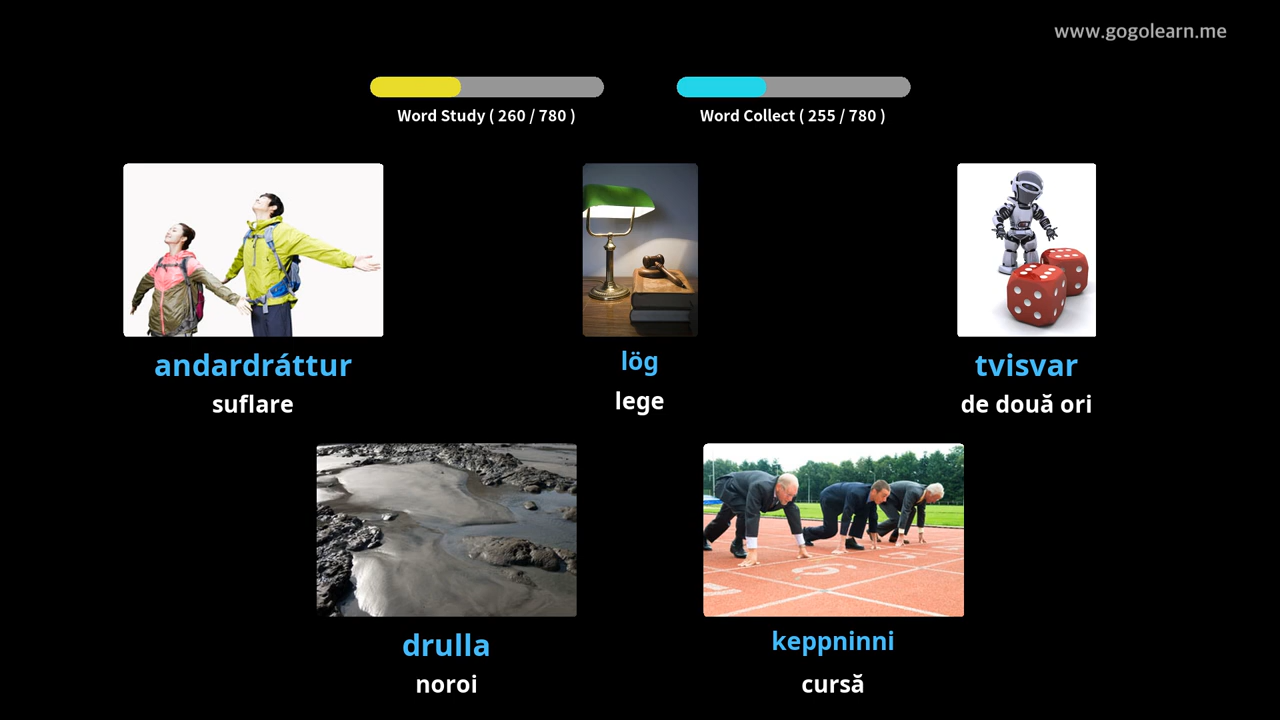 www.gogolearn.me
Word Study ( 260 / 780 )
Word Collect ( 255 / 780 )
andardráttur
suflare
lög
lege
tvisvar
de două ori
drulla
noroi
keppninni
cursă